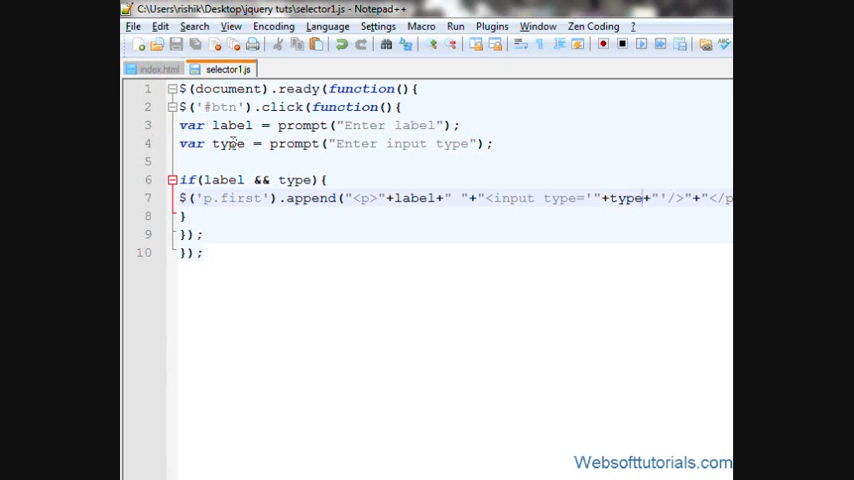 C:\Users\rishik\Desktop\jquery tuts\selector1.js - Notepad++
File Edit Search View Encoding Language Settings Macro Run Plugins Window Zen Coding ?
index.html selector1.js
1 $(document).ready(function(){
2 $('#btn').click(function(){
3 var label = prompt("Enter label");
4 var type = prompt("Enter input type");
5
6 if(label && type){
7 $('p.first').append("<p>"+label+" "+"<input type='"+type+"'/>"+"</p
8 }
9 });
10 });
Websofttutorials.com